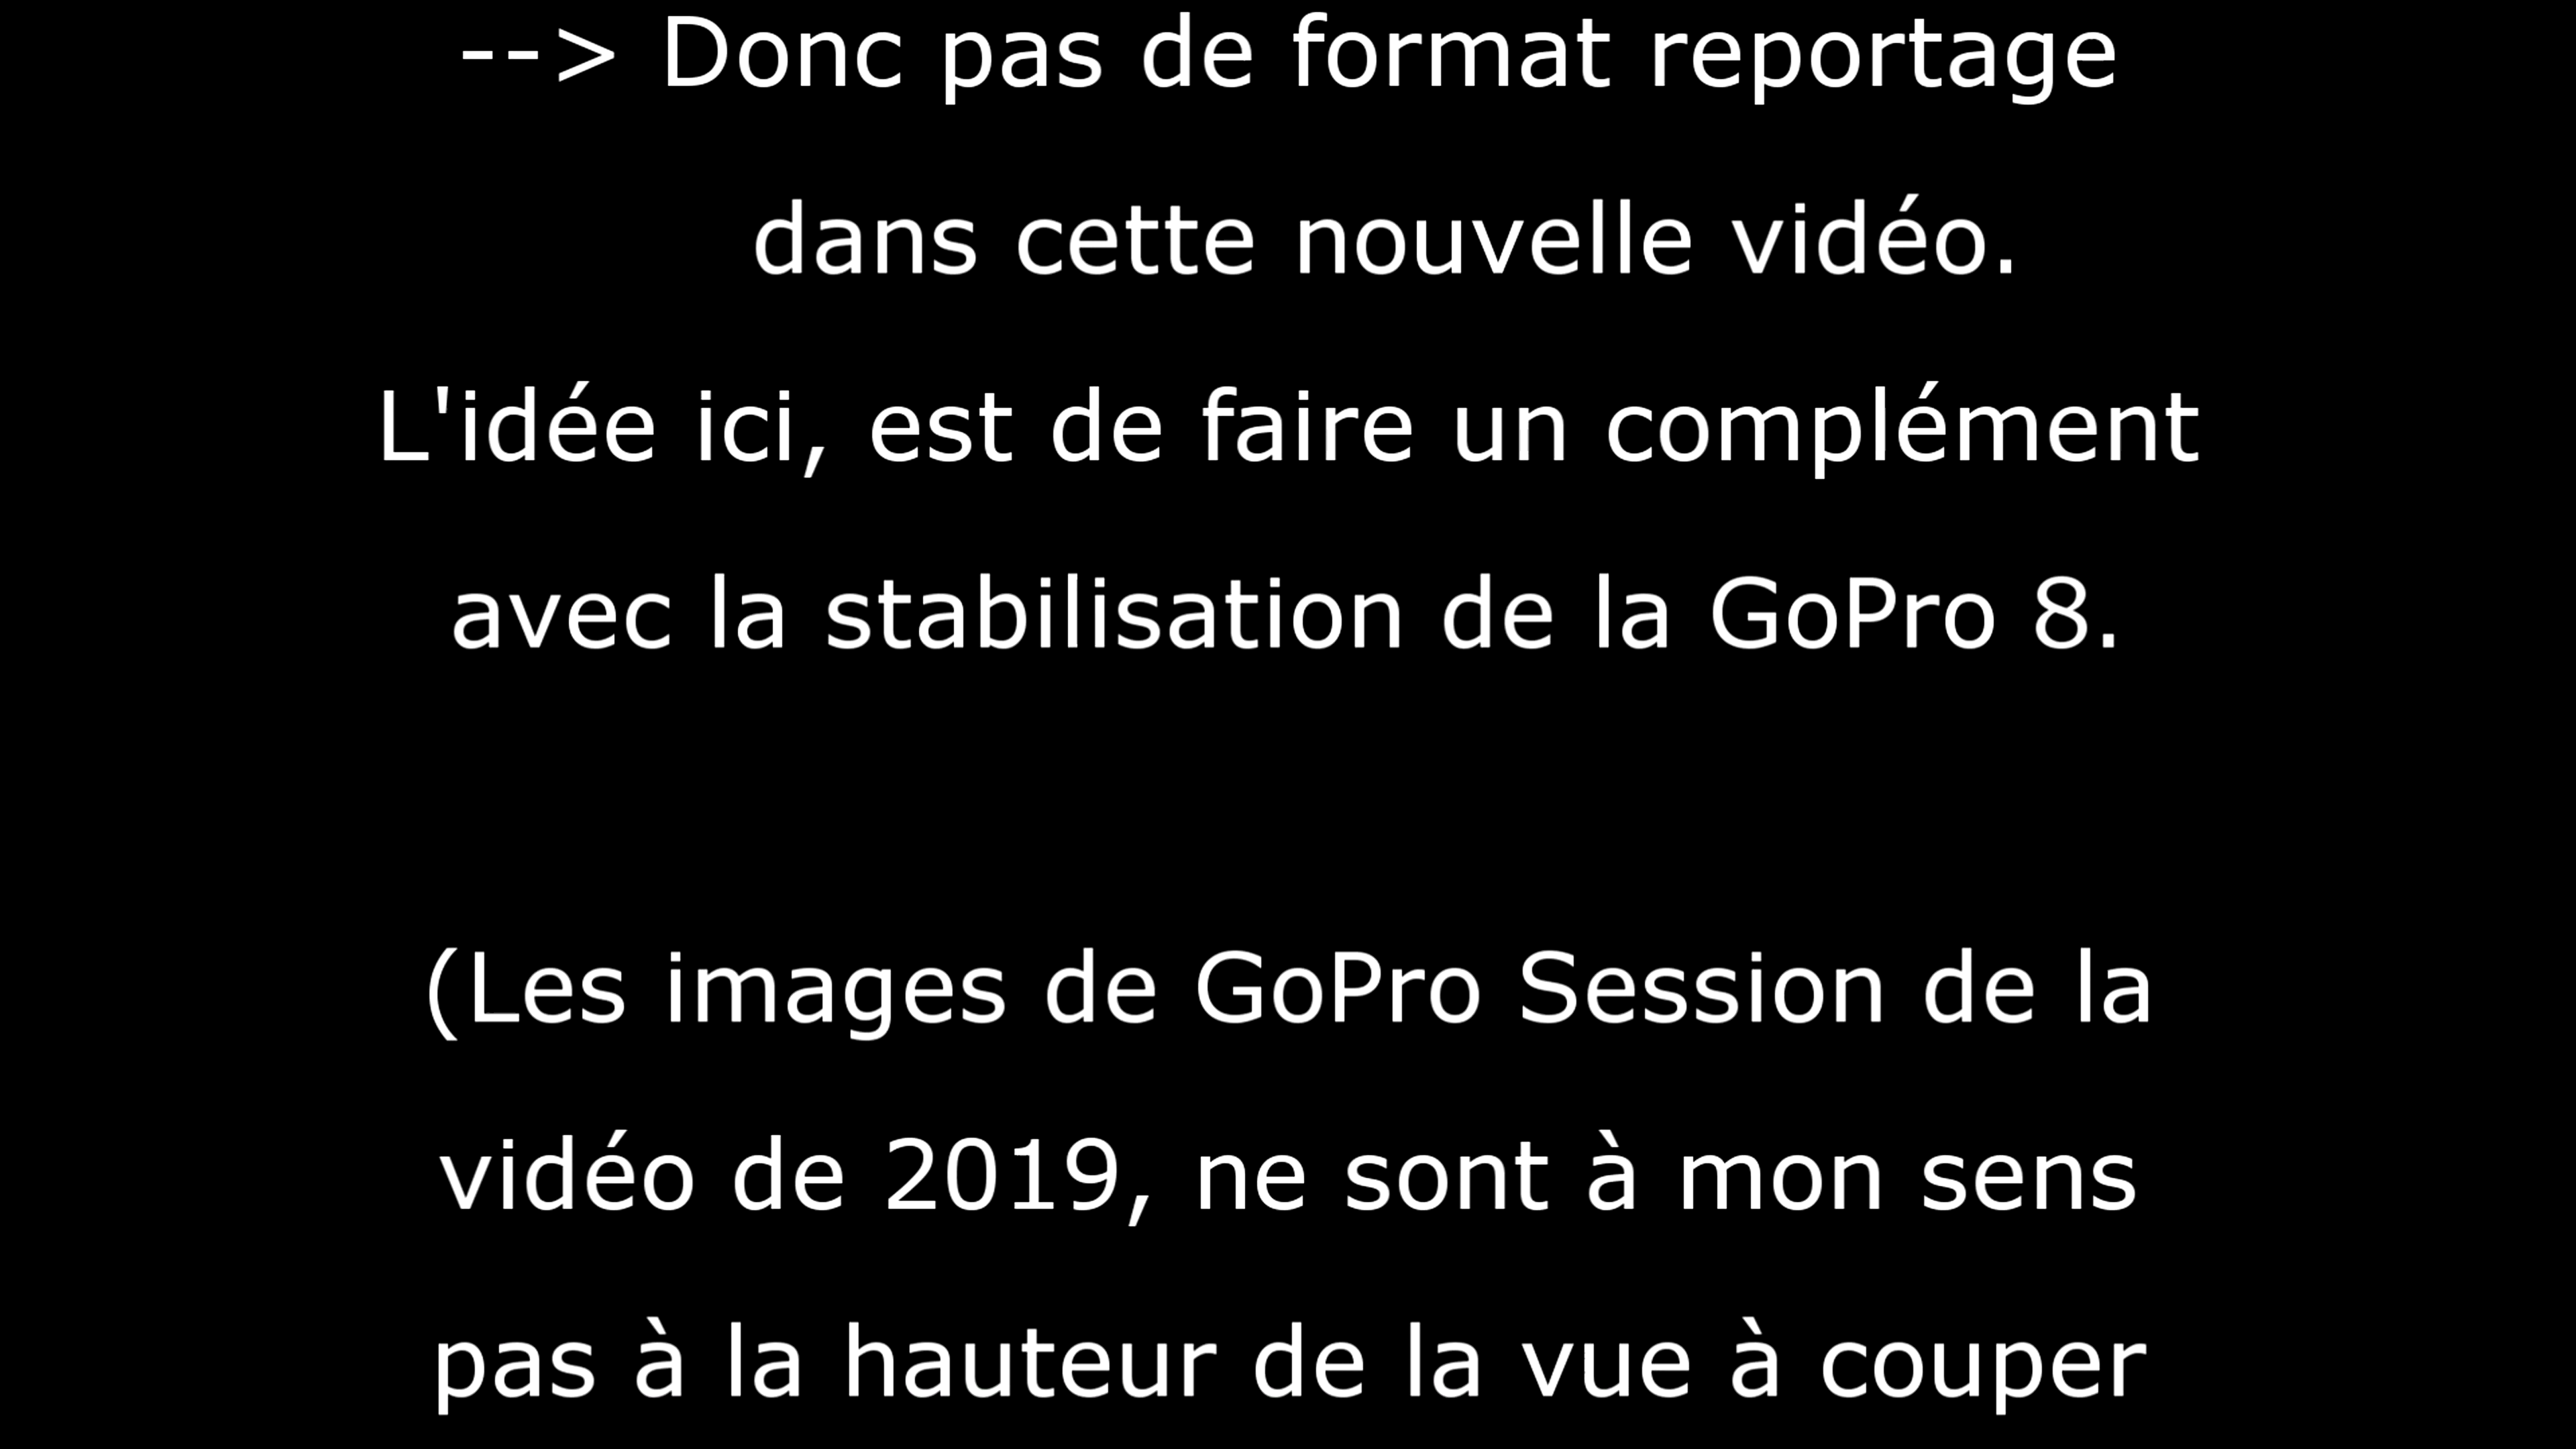 --> Donc pas de format reportage
dans cette nouvelle vidéo.
L'idée ici, est de faire un complément
avec la stabilisation de la GoPro 8.
(Les images de GoPro Session de la
vidéo de 2019, ne sont à mon sens
pas à la hauteur de la vue à couper